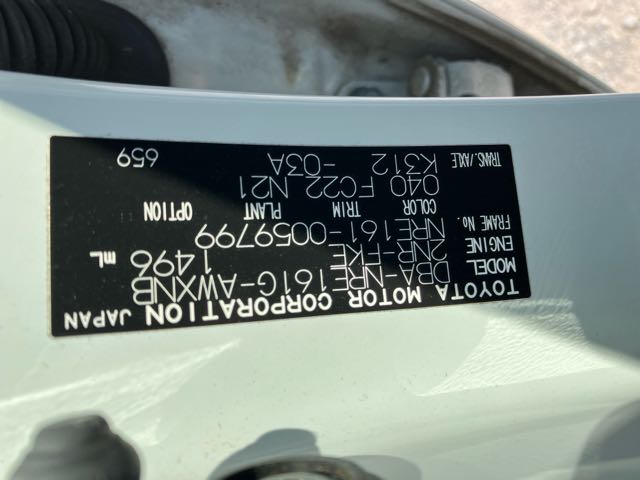 TOYOTA MOTOR CORPORATION JAPAN
MODEL DBA-NRE161G-AWXNB
ENGINE 2NR-FKE 1496 mL
FRAME No. NRE161-0059799
COLOR TRIM PLANT OPTION
040 FC22 N21
TRANS./AXLE K312 -03A
659